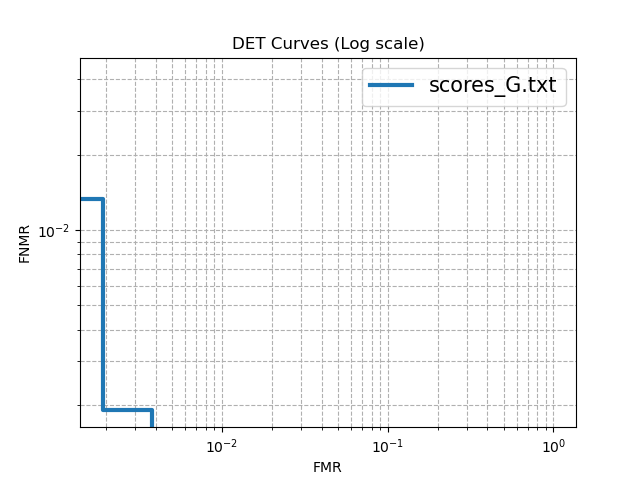 DET Curves (Log scale)
scores_G.txt
FNMR
10⁻²
10⁻² 10⁻¹ 10⁰
FMR